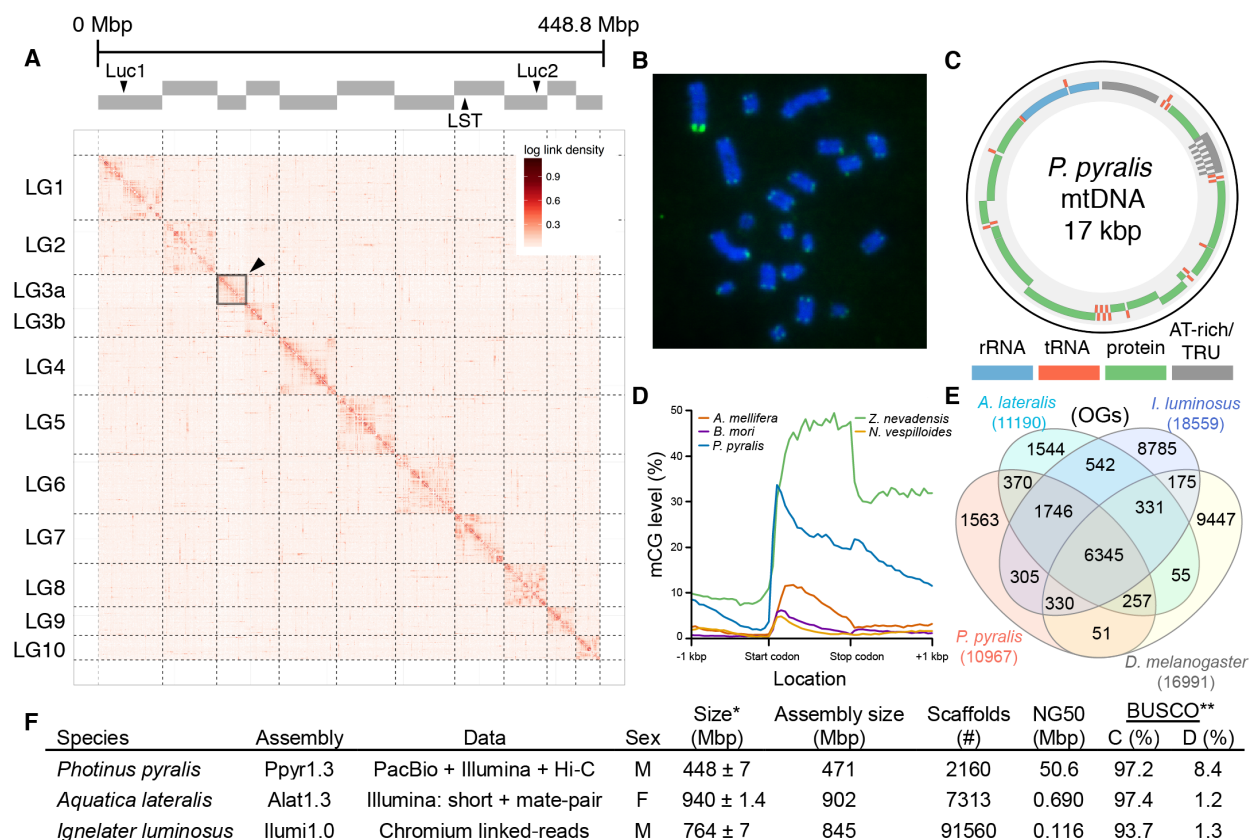 0 Mbp 448.8 Mbp
A
Luc1 Luc2
LST
log link density
0.9
0.6
0.3
LG1
LG2
LG3a
LG3b
LG4
LG5
LG6
LG7
LG8
LG9
LG10
B
C
P. pyralis
mtDNA
17 kbp
rRNA tRNA protein AT-rich/
TRU
D
A. mellifera
B. mori
P. pyralis
Z. nevadensis
N. vespilloides
mCG level (%)
50
40
30
20
10
0
-1 kbp Start codon Stop codon +1 kbp
Location
E
(OGs)
A. lateralis
(11190)
I. luminosus
(18559)
1544
542
8785
370
175
1563
1746
331
9447
6345
305
55
330
257
51
P. pyralis
(10967)
D. melanogaster
(16991)
F
Size* Assembly size Scaffolds NG50 BUSCO**
Species Assembly Data Sex (Mbp) (Mbp) (#) (Mbp) C (%) D (%)
Photinus pyralis Ppyr1.3 PacBio + Illumina + Hi-C M 448 ± 7 471 2160 50.6 97.2 8.4
Aquatica lateralis Alat1.3 Illumina: short + mate-pair F 940 ± 1.4 902 7313 0.690 97.4 1.2
Ignelater luminosus Ilumi1.0 Chromium linked-reads M 764 ± 7 845 91560 0.116 93.7 1.3